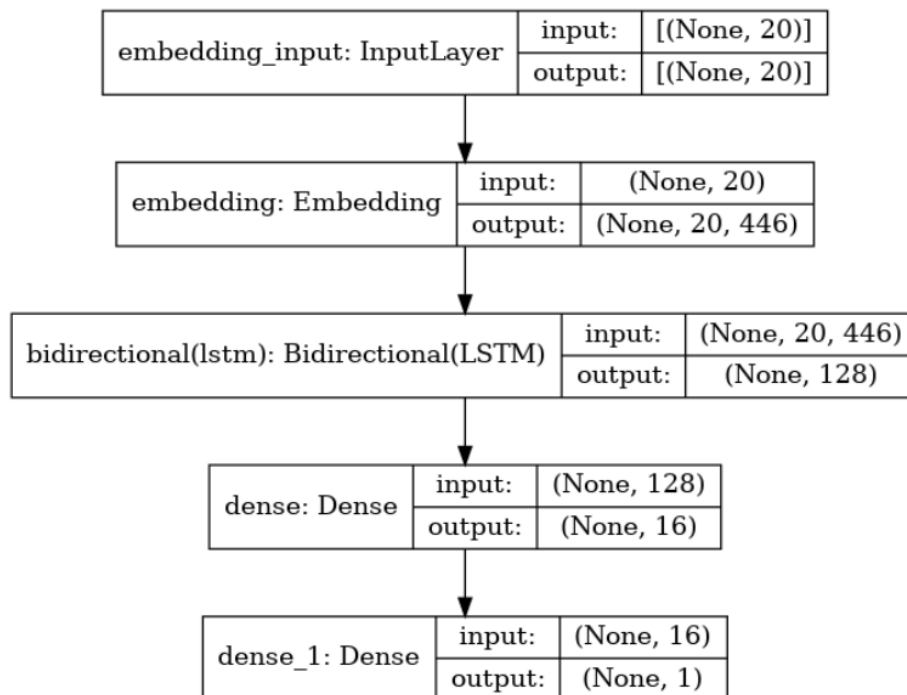 embedding_input: InputLayer
input: [(None, 20)]
output: [(None, 20)]
embedding: Embedding
input: (None, 20)
output: (None, 20, 446)
bidirectional(lstm): Bidirectional(LSTM)
input: (None, 20, 446)
output: (None, 128)
dense: Dense
input: (None, 128)
output: (None, 16)
dense_1: Dense
input: (None, 16)
output: (None, 1)